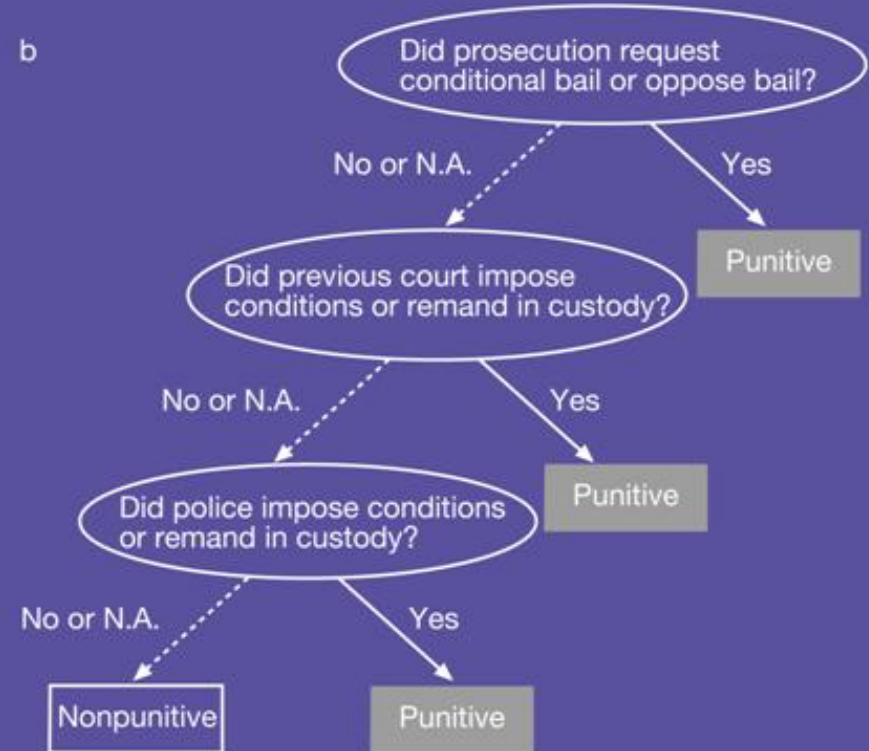 b
Did prosecution request
conditional bail or oppose bail?
No or N.A.
Yes
Punitive
Did previous court impose
conditions or remand in custody?
No or N.A.
Yes
Punitive
Did police impose conditions
or remand in custody?
No or N.A.
Yes
Nonpunitive
Punitive